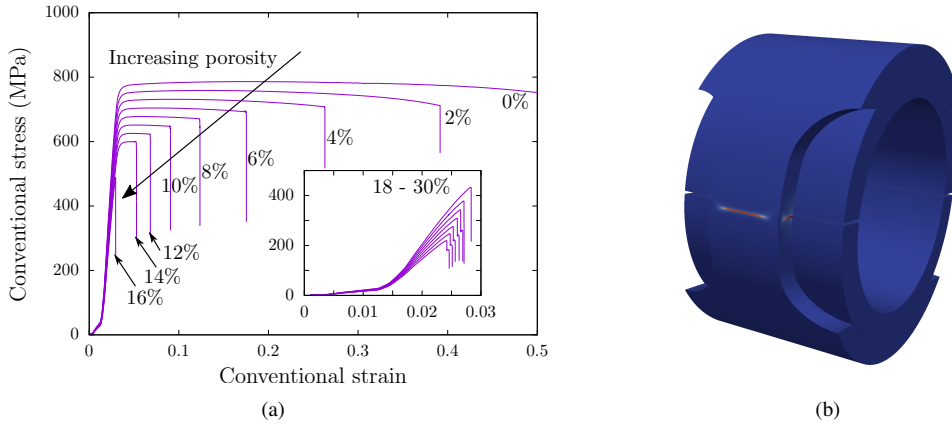 1000
800
600
400
200
0
Conventional stress (MPa)
Increasing porosity
0%
2%
4%
6%
8%
10%
12%
14%
16%
18 - 30%
400
200
0
0 0.01 0.02 0.03
0 0.1 0.2 0.3 0.4 0.5
Conventional strain
(a)
(b)